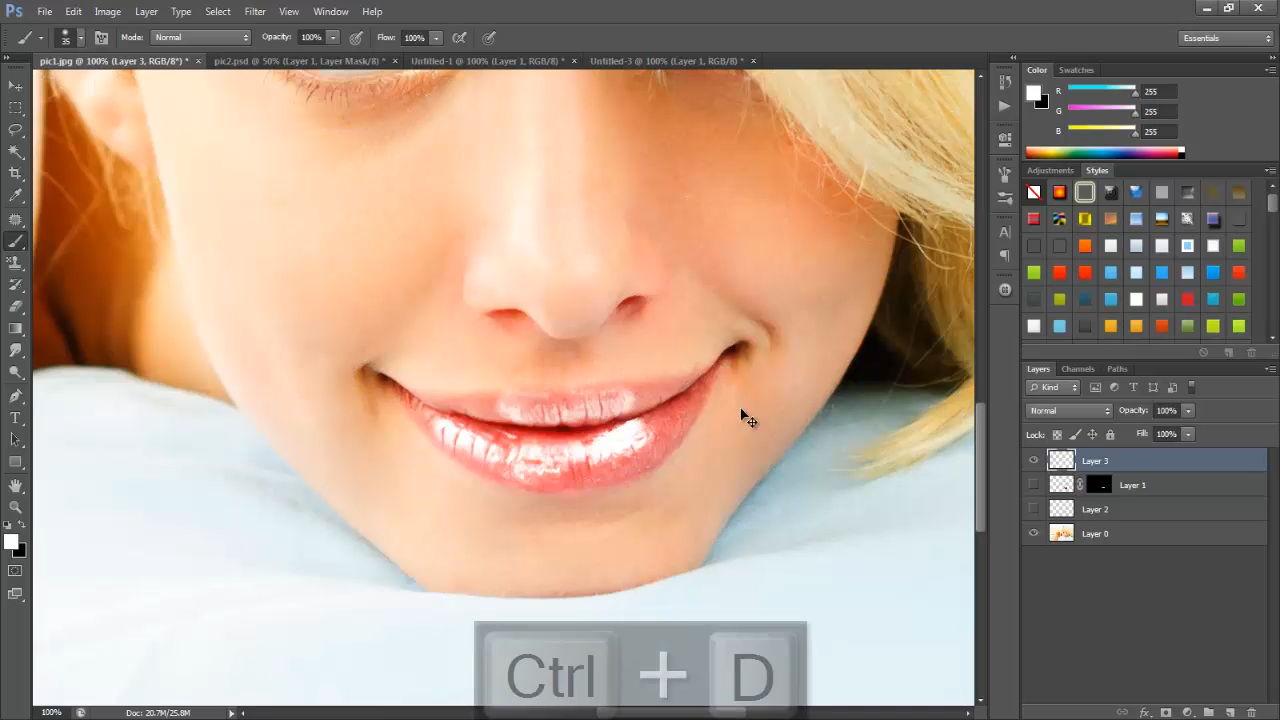 Ps File Edit Image Layer Type Select Filter View Window Help
35 Mode: Normal Opacity: 100% Flow: 100% Essentials
pic1.jpg @ 100% (Layer 3, RGB/8*) * × pic2.psd @ 50% (Layer 1, Layer Mask/8) * × Untitled-1 @ 100% (Layer 1, RGB/8) * × Untitled-3 @ 100% (Layer 1, RGB/8) * ×
Color Swatches
R 255
G 255
B 255
Adjustments Styles
Layers Channels Paths
Kind
Normal Opacity: 100%
Lock: Fill: 100%
Layer 3
Layer 1
Layer 2
Layer 0
Ctrl + D
100% Doc: 20.7M/25.8M